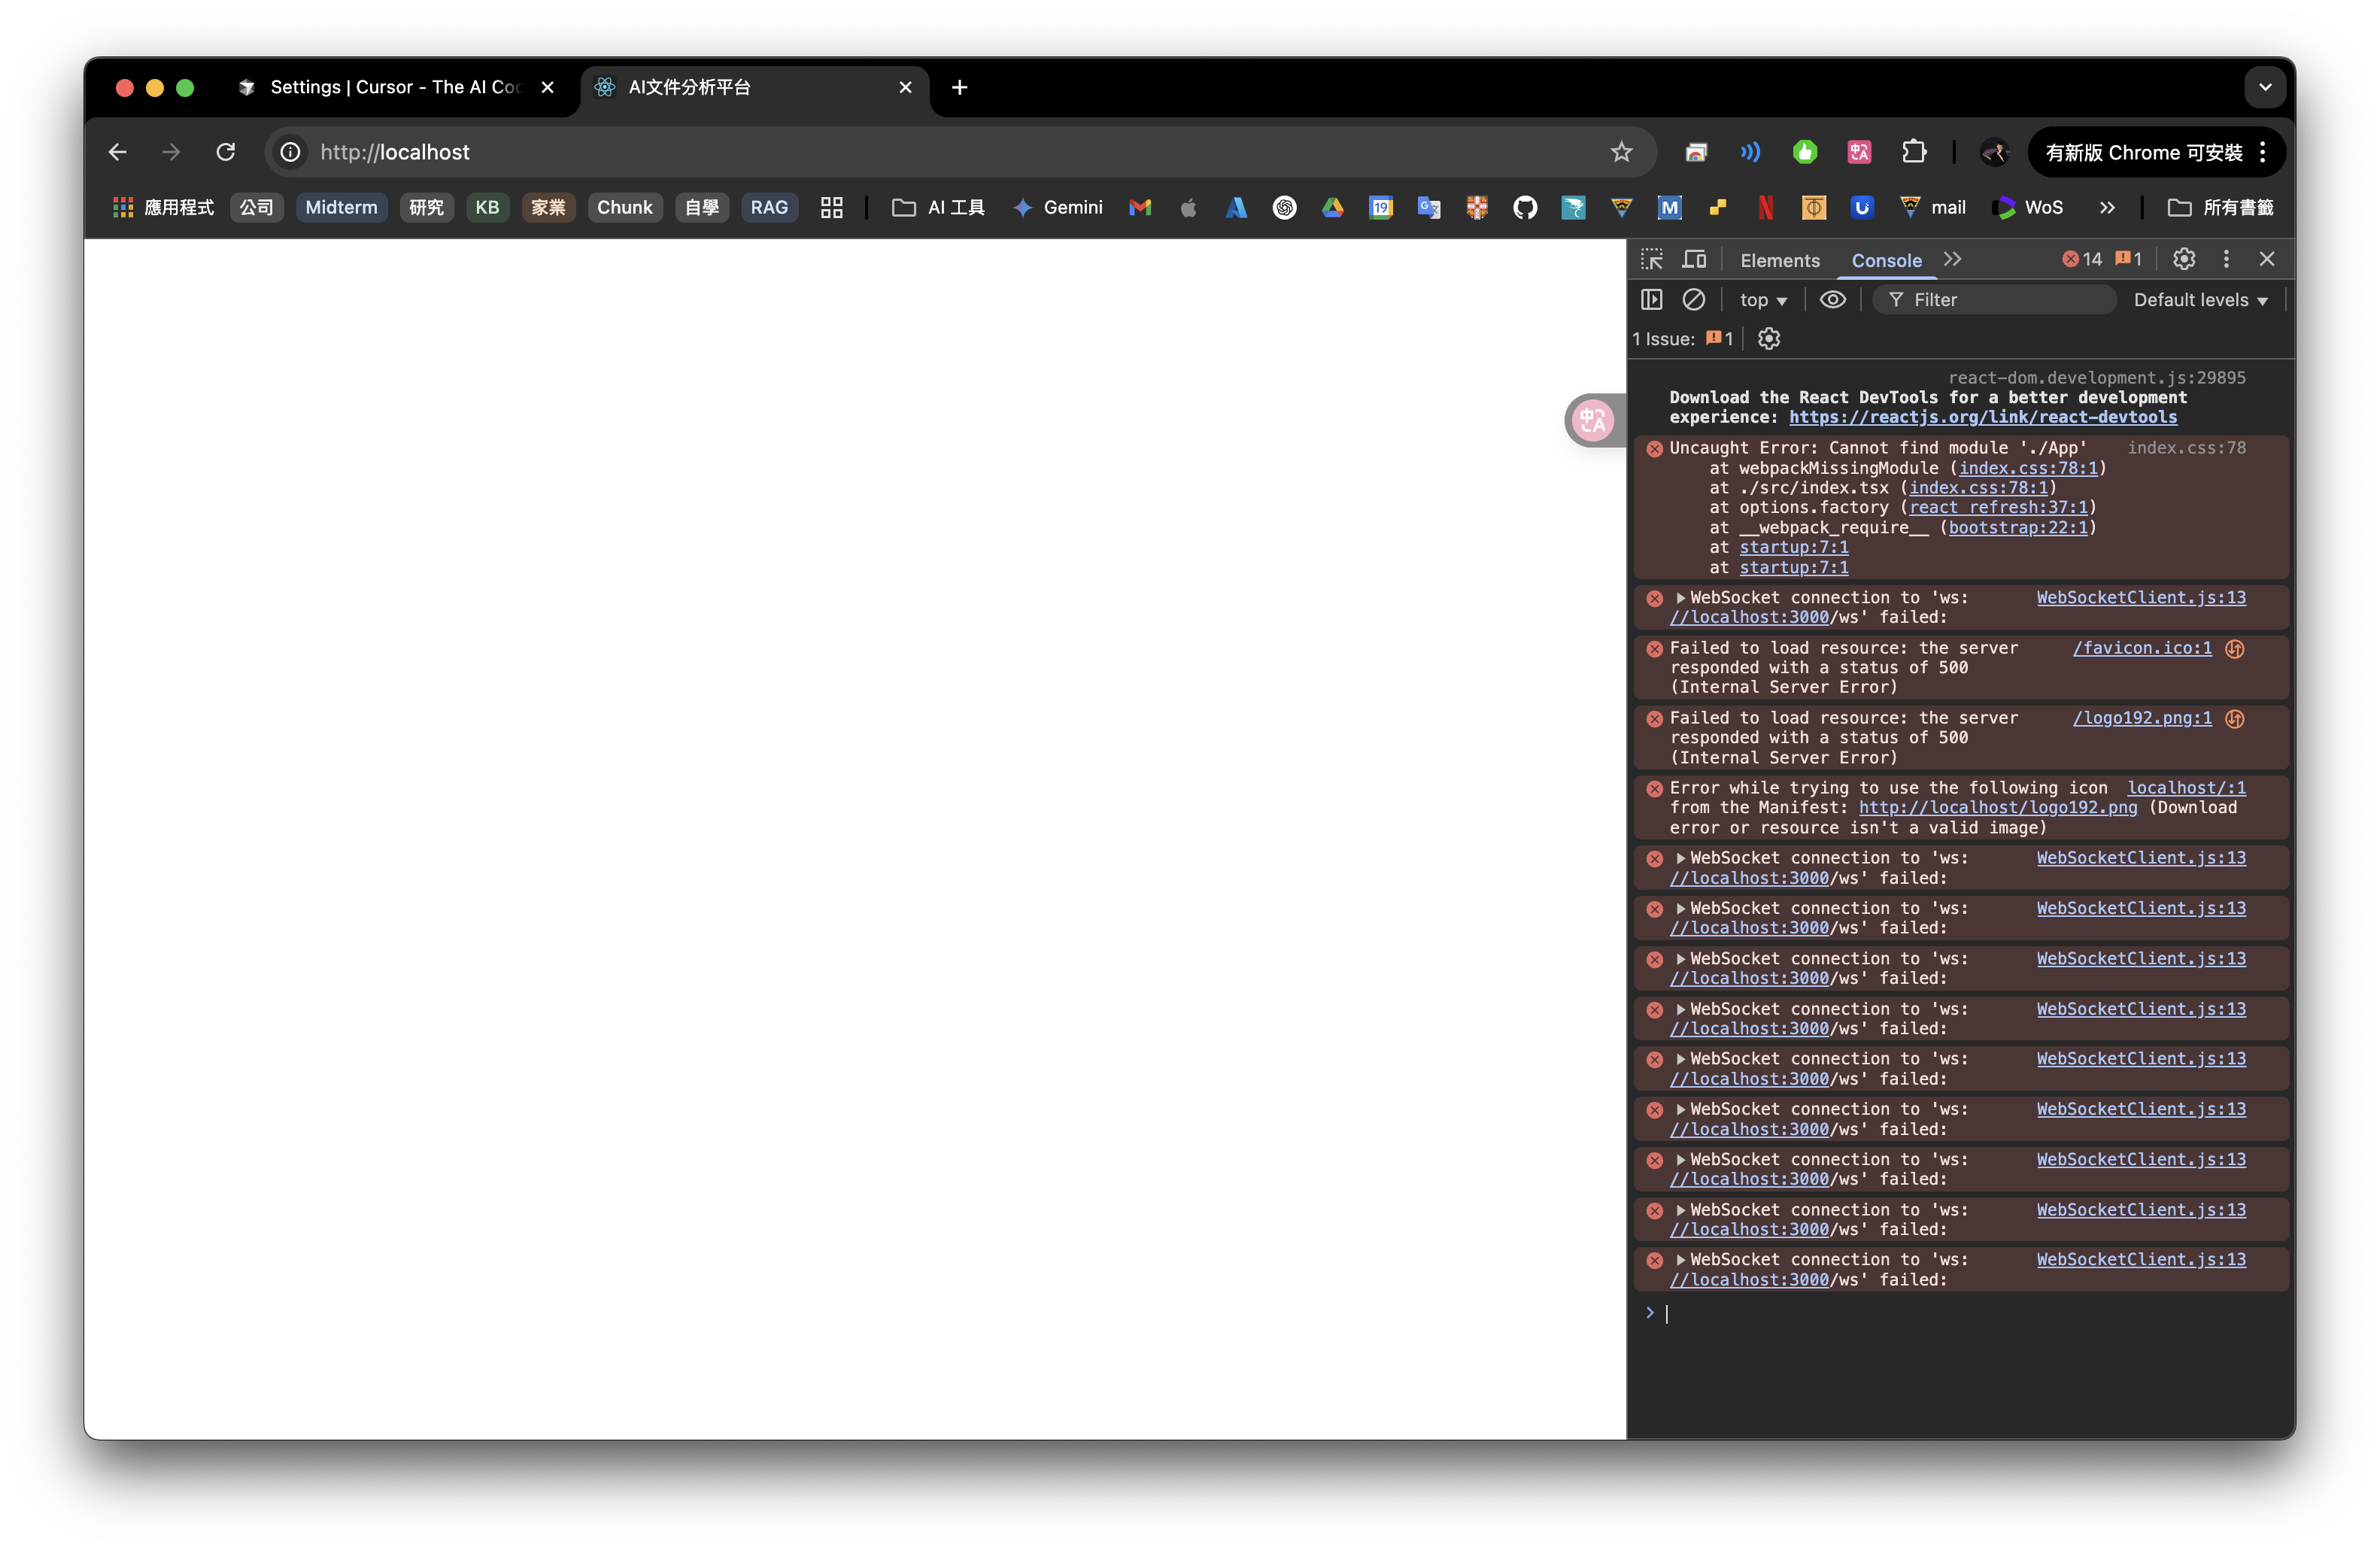 Settings | Cursor - The AI Coc
AI文件分析平台
http://localhost
有新版 Chrome 可安裝
應用程式 公司 Midterm 研究 KB 家業 Chunk 自學 RAG AI 工具 Gemini 19 M mail WoS 所有書籤
Elements Console 14 1
top Filter Default levels
1 Issue: 1
react-dom.development.js:29895
Download the React DevTools for a better development
experience: https://reactjs.org/link/react-devtools
Uncaught Error: Cannot find module './App' index.css:78
at webpackMissingModule (index.css:78:1)
at ./src/index.tsx (index.css:78:1)
at options.factory (react refresh:37:1)
at __webpack_require__ (bootstrap:22:1)
at startup:7:1
at startup:7:1
WebSocket connection to 'ws: WebSocketClient.js:13
//localhost:3000/ws' failed:
Failed to load resource: the server /favicon.ico:1
responded with a status of 500
(Internal Server Error)
Failed to load resource: the server /logo192.png:1
responded with a status of 500
(Internal Server Error)
Error while trying to use the following icon localhost/:1
from the Manifest: http://localhost/logo192.png (Download
error or resource isn't a valid image)
WebSocket connection to 'ws: WebSocketClient.js:13
//localhost:3000/ws' failed:
WebSocket connection to 'ws: WebSocketClient.js:13
//localhost:3000/ws' failed:
WebSocket connection to 'ws: WebSocketClient.js:13
//localhost:3000/ws' failed:
WebSocket connection to 'ws: WebSocketClient.js:13
//localhost:3000/ws' failed:
WebSocket connection to 'ws: WebSocketClient.js:13
//localhost:3000/ws' failed:
WebSocket connection to 'ws: WebSocketClient.js:13
//localhost:3000/ws' failed:
WebSocket connection to 'ws: WebSocketClient.js:13
//localhost:3000/ws' failed:
WebSocket connection to 'ws: WebSocketClient.js:13
//localhost:3000/ws' failed:
WebSocket connection to 'ws: WebSocketClient.js:13
//localhost:3000/ws' failed: